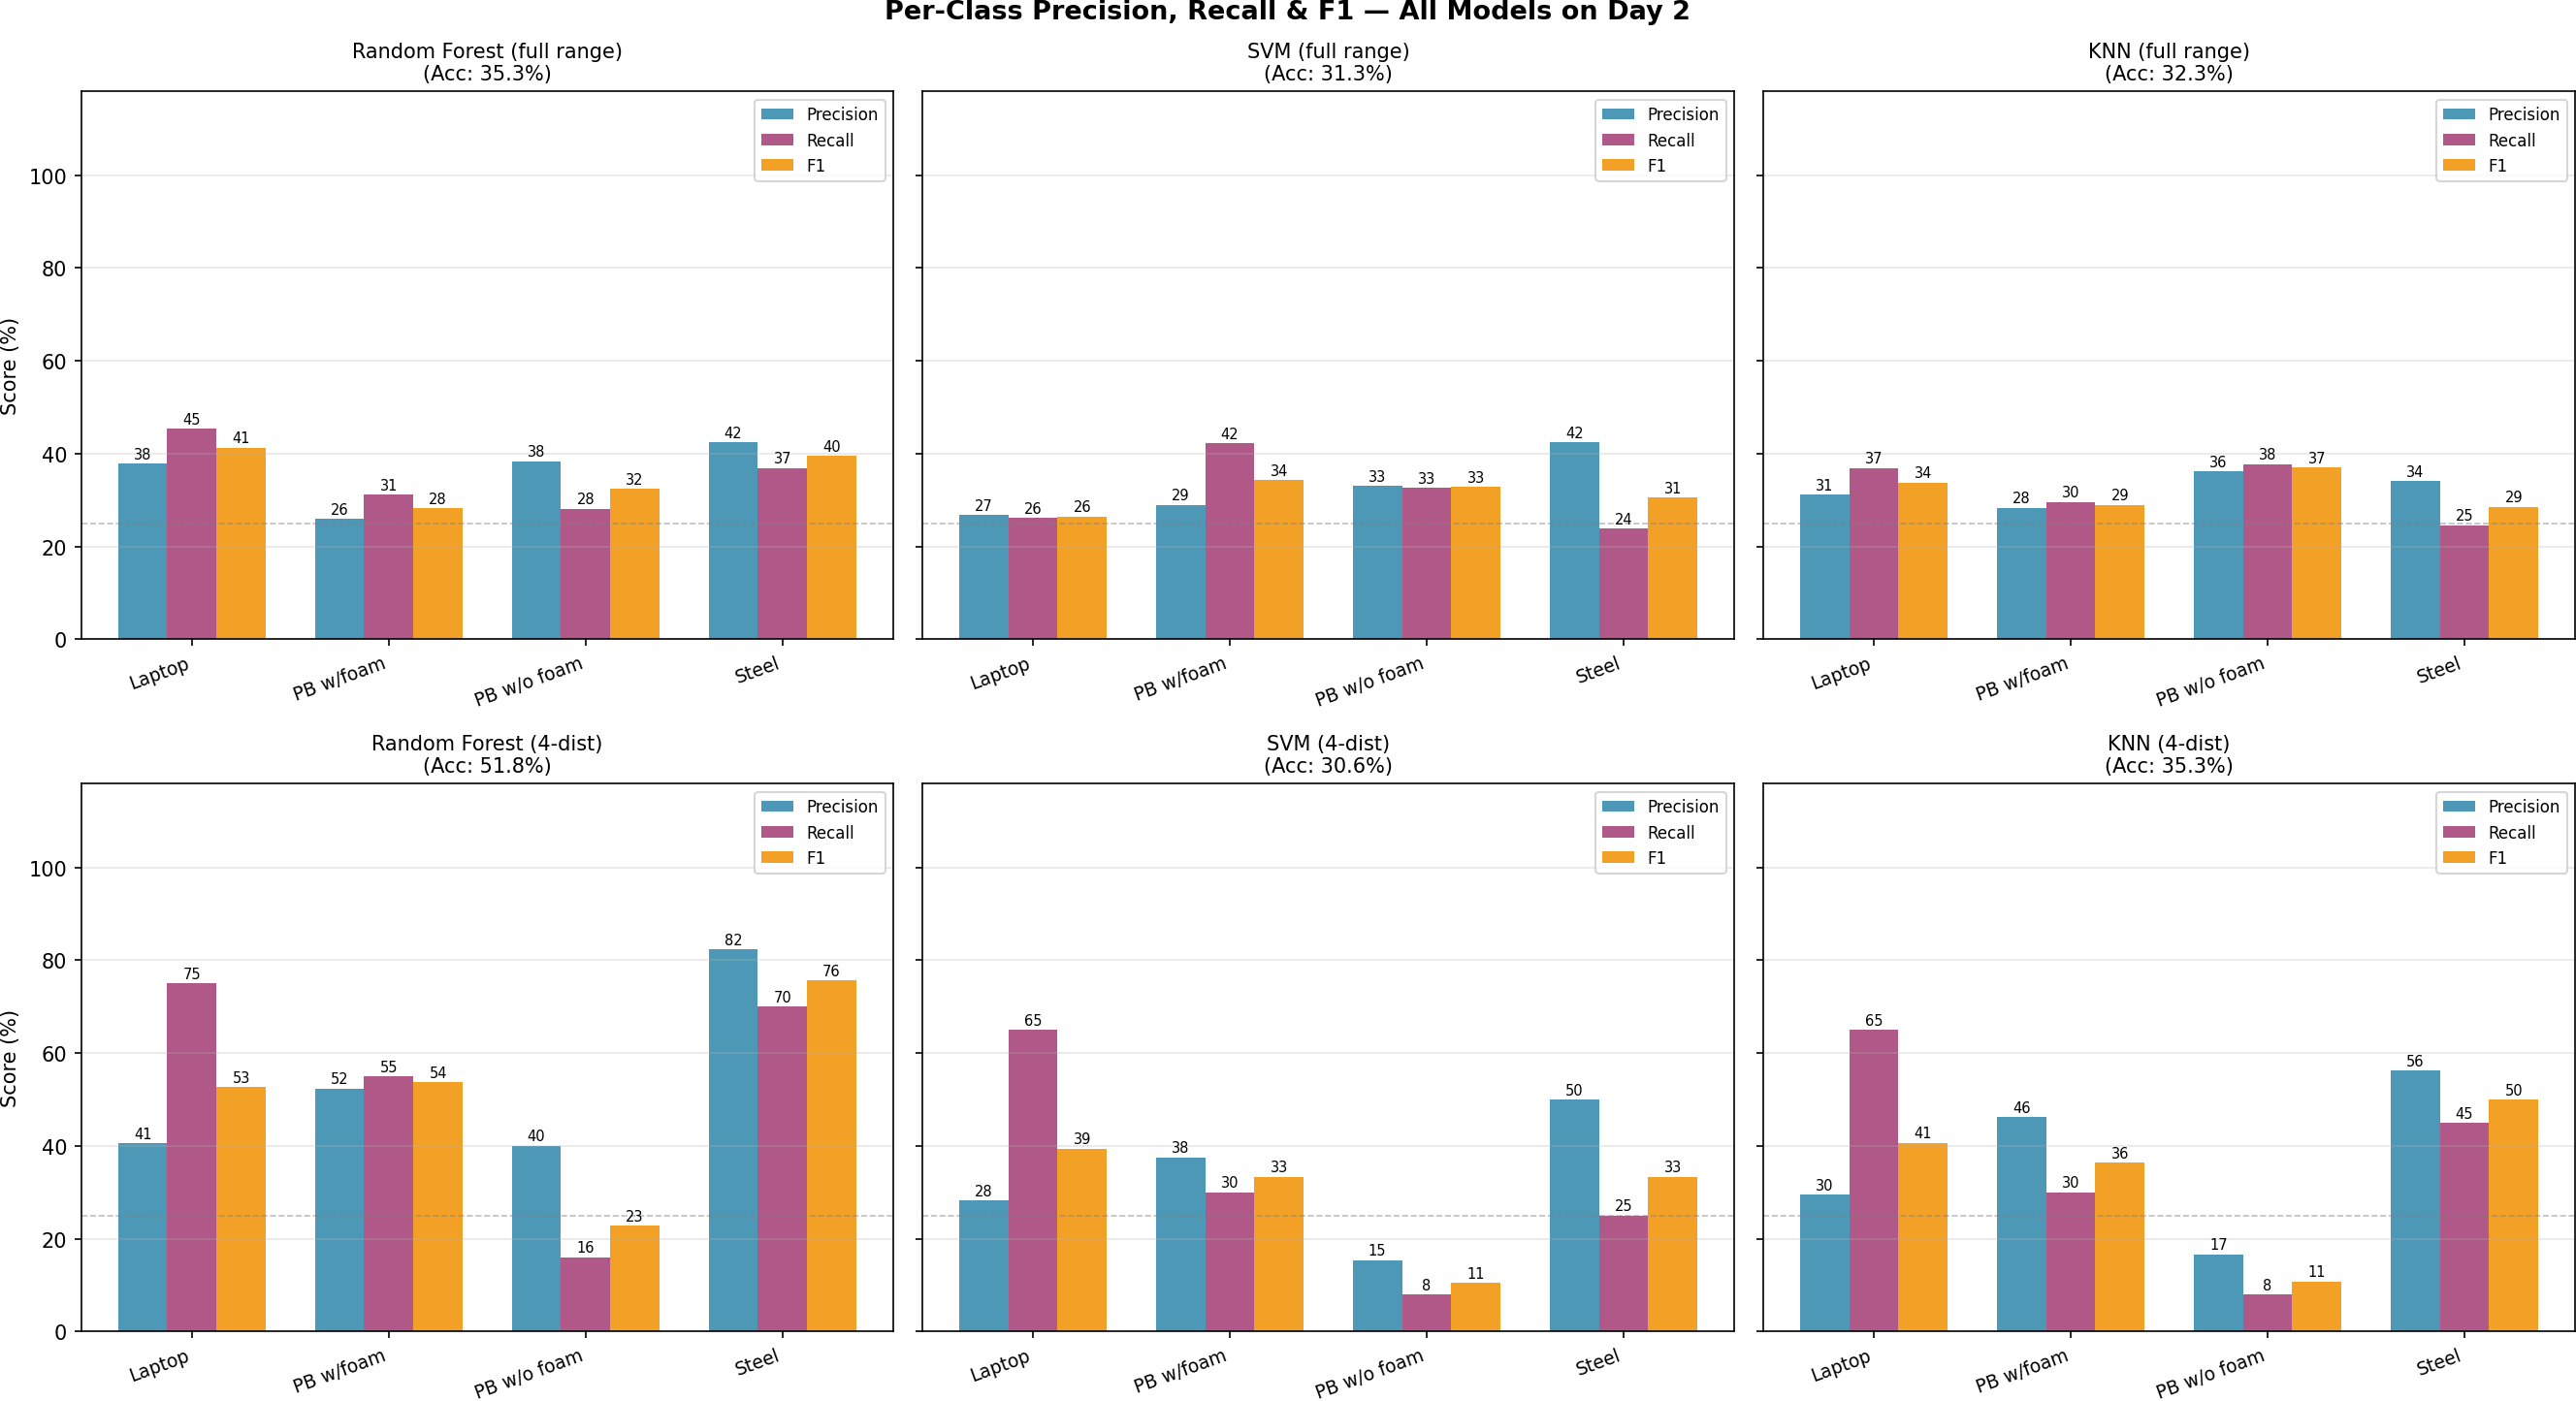 Per-Class Precision, Recall & F1 — All Models on Day 2
Random Forest (full range)
(Acc: 35.3%)
Precision
Recall
F1
Score (%)
100
80
60
40
20
0
38
45
41
26
31
28
38
28
32
42
37
40
Laptop
PB w/foam
PB w/o foam
Steel
SVM (full range)
(Acc: 31.3%)
Precision
Recall
F1
27
26
26
29
42
34
33
33
33
42
24
31
Laptop
PB w/foam
PB w/o foam
Steel
KNN (full range)
(Acc: 32.3%)
Precision
Recall
F1
31
37
34
28
30
29
36
38
37
34
25
29
Laptop
PB w/foam
PB w/o foam
Steel
Random Forest (4-dist)
(Acc: 51.8%)
Precision
Recall
F1
Score (%)
100
80
60
40
20
0
41
75
53
52
55
54
40
16
23
82
70
76
Laptop
PB w/foam
PB w/o foam
Steel
SVM (4-dist)
(Acc: 30.6%)
Precision
Recall
F1
28
65
39
38
30
33
15
8
11
50
25
33
Laptop
PB w/foam
PB w/o foam
Steel
KNN (4-dist)
(Acc: 35.3%)
Precision
Recall
F1
30
65
41
46
30
36
17
8
11
56
45
50
Laptop
PB w/foam
PB w/o foam
Steel